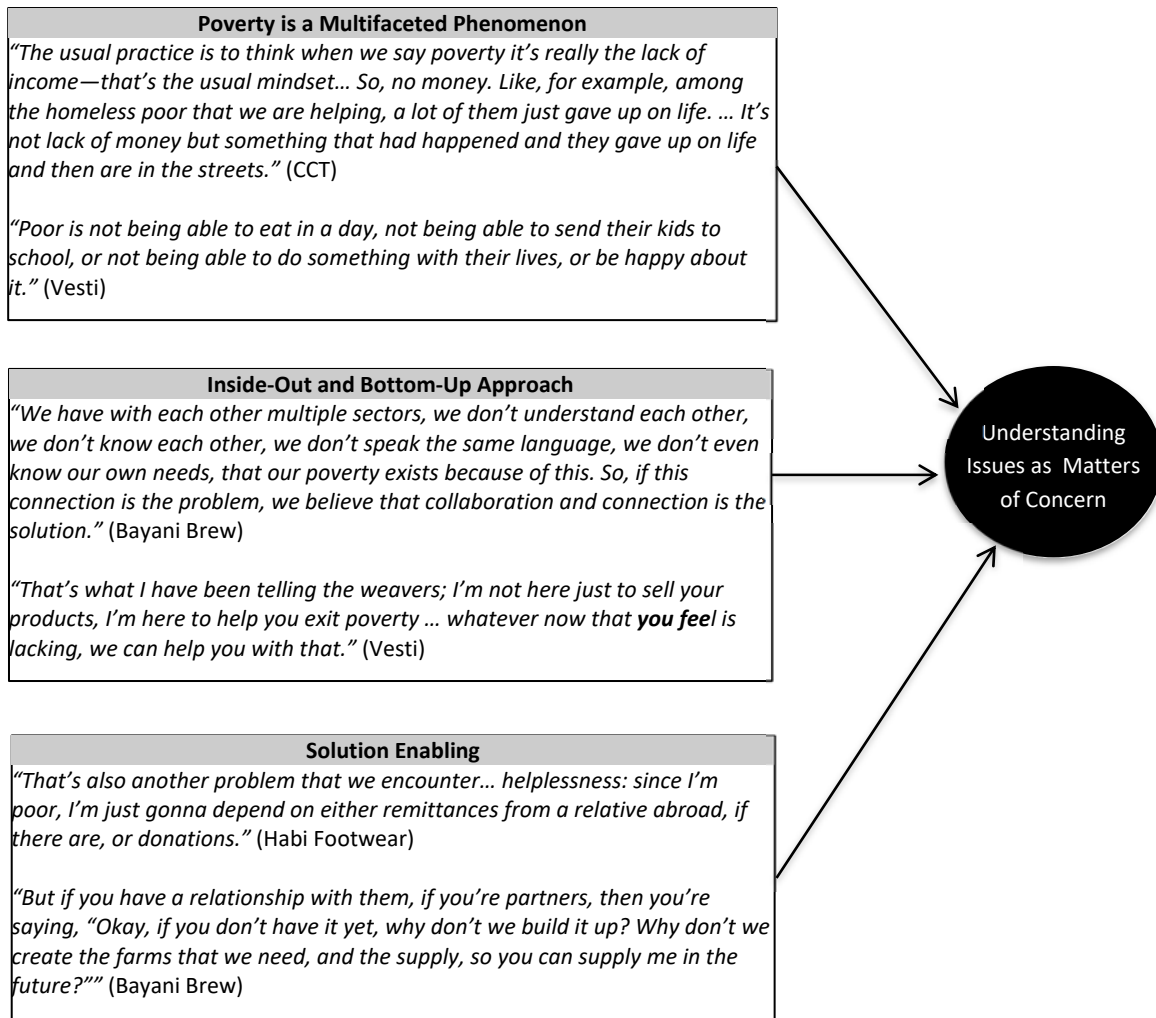 Poverty is a Multifaceted Phenomenon
“The usual practice is to think when we say poverty it’s really the lack of
income—that’s the usual mindset… So, no money. Like, for example, among
the homeless poor that we are helping, a lot of them just gave up on life. … It’s
not lack of money but something that had happened and they gave up on life
and then are in the streets.” (CCT)
“Poor is not being able to eat in a day, not being able to send their kids to
school, or not being able to do something with their lives, or be happy about
it.” (Vesti)
Inside-Out and Bottom-Up Approach
“We have with each other multiple sectors, we don’t understand each other,
we don’t know each other, we don’t speak the same language, we don’t even
know our own needs, that our poverty exists because of this. So, if this
connection is the problem, we believe that collaboration and connection is the
solution.” (Bayani Brew)
“That’s what I have been telling the weavers; I’m not here just to sell your
products, I’m here to help you exit poverty … whatever now that you feel is
lacking, we can help you with that.” (Vesti)
Solution Enabling
“That’s also another problem that we encounter… helplessness: since I’m
poor, I’m just gonna depend on either remittances from a relative abroad, if
there are, or donations.” (Habi Footwear)
“But if you have a relationship with them, if you’re partners, then you’re
saying, “Okay, if you don’t have it yet, why don’t we build it up? Why don’t we
create the farms that we need, and the supply, so you can supply me in the
future?”” (Bayani Brew)
Understanding
Issues as Matters
of Concern